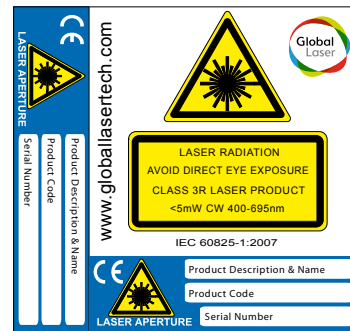 CE
LASER APERTURE
Serial Number
Product Code
Product Description & Name
www.globallasertech.com
Global
Laser
LASER RADIATION
AVOID DIRECT EYE EXPOSURE
CLASS 3R LASER PRODUCT
<5mW CW 400-695nm
IEC 60825-1:2007
CE
LASER APERTURE
Product Description & Name
Product Code
Serial Number